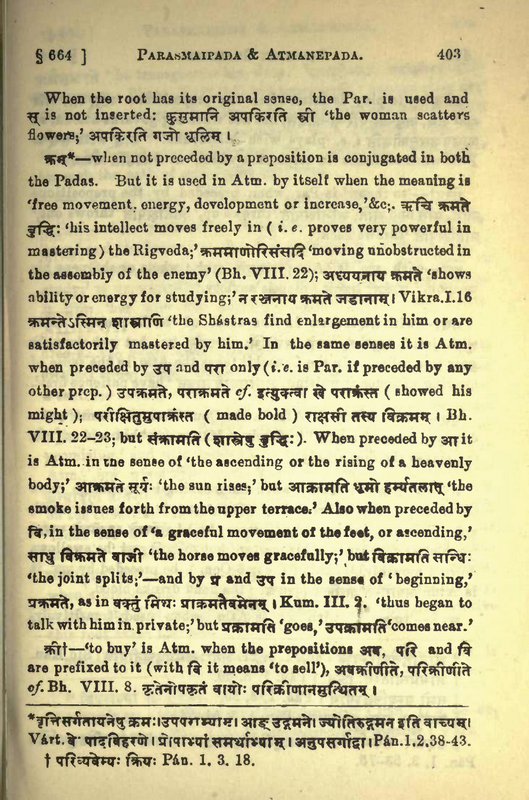 § 664 ] PARASMAIPADA & ATMANEPADA. 403
When the root has its original sense, the Par. is used and
स् is not inserted: कुसुमानि अपकिरति स्त्री ‘the woman scatters
flowers;’ अपकिरति गजो धूलिम् ।
क्रम्*—when not preceded by a preposition is conjugated in both
the Padas. But it is used in Atm. by itself when the meaning is
‘free movement, energy, development or increase,’ &c;. ऋचि क्रमते
बुद्धिः ‘his intellect moves freely in ( i. e. proves very powerful in
mastering ) the Rigveda;’ क्रममाणोरिसंसदि ‘moving unobstructed in
the assembly of the enemy’ (Bh. VIII. 22); अध्ययनाय क्रमते ‘shows
ability or energy for studying;’ न रञ्जनाय क्रमते जडानाम् । Vikra.I.16
क्रमन्तेऽस्मिन् शास्त्राणि ‘the Shástras find enlargement in him or are
satisfactorily mastered by him.’ In the same senses it is Atm.
when preceded by उप and परा only (i.e. is Par. if preceded by any
other prep. ) उपक्रमते, पराक्रमते cf. इत्युक्त्वा खे पराक्रंस्त ( showed his
might ); परीक्षितुमुपाक्रंस्त ( made bold ) राक्षसी तस्य विक्रमम् । Bh.
VIII. 22–23; but संक्रामति (शास्त्रेषु बुद्धिः). When preceded by आ it
is Atm. in the sense of ‘the ascending or the rising of a heavenly
body;’ आक्रमते सूर्यः ‘the sun rises;’ but आक्रामति धूमो हर्म्यतलात् ‘the
smoke issues forth from the upper terrace.’ Also when preceded by
वि, in the sense of ‘a graceful movement of the feet, or ascending,’
साधु विक्रमते वाजी ‘the horse moves gracefully;’ but विक्रामति सन्धिः
‘the joint splits;’—and by प्र and उप in the sense of ‘beginning,’
प्रक्रमते, as in वक्तुं मिथः प्राक्रमतैवमेनम् । Kum. III. 2. ‘thus began to
talk with him in private;’ but प्रक्रामति ‘goes,’ उपक्रामति ‘comes near.’
क्री†—‘to buy’ is Atm. when the prepositions अव, परि and वि
are prefixed to it (with वि it means ‘to sell’), अवक्रीणीते, परिक्रीणीते
cf. Bh. VIII. 8. कृतेनोपकृतं वायोः परिक्रीणानमुत्थितम् ।
*वृत्तिसर्गतायनेषु क्रमः । उपपराभ्याम् । आङ उद्गमने । ज्योतिरुद्गमन इति वाच्यम् ।
Várt. वेः पादविहरणे । प्रोपाभ्यां समर्थाभ्याम् । अनुपसर्गाद्वा । Pán.1.2.38-43.
† परिव्यवेभ्यः क्रियः Pán. 1. 3. 18.